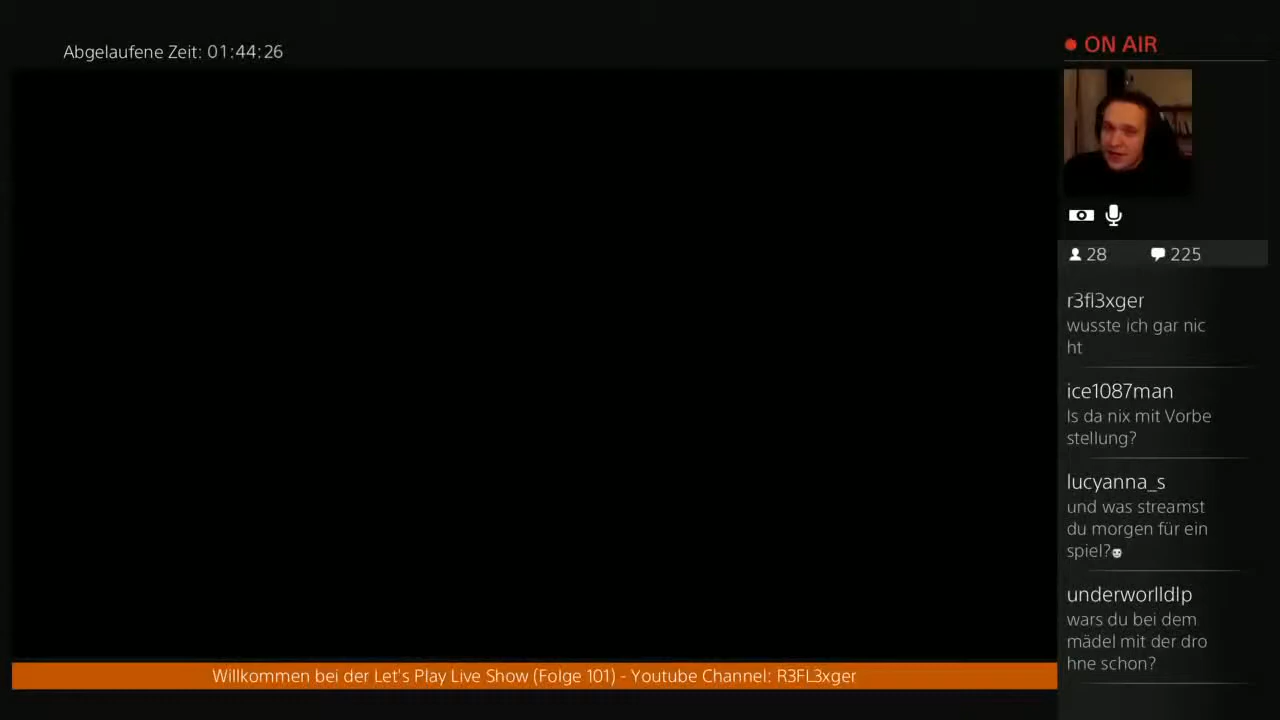 Abgelaufene Zeit: 01:44:26
ON AIR
28
225
r3fl3xger
wusste ich gar nic
ht
ice1087man
Is da nix mit Vorbe
stellung?
lucyanna_s
und was streamst
du morgen für ein
spiel?
underworlldlp
wars du bei dem
mädel mit der dro
hne schon?
Willkommen bei der Let's Play Live Show (Folge 101) - Youtube Channel: R3FL3xger